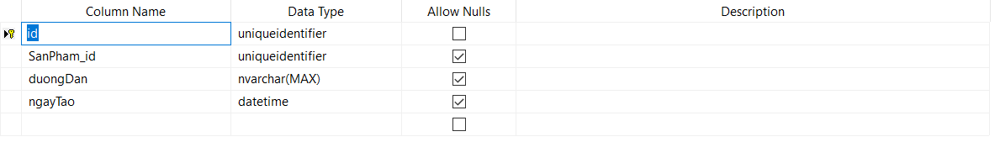 Column Name Data Type Allow Nulls Description
id uniqueidentifier
SanPham_id uniqueidentifier
duongDan nvarchar(MAX)
ngayTao datetime